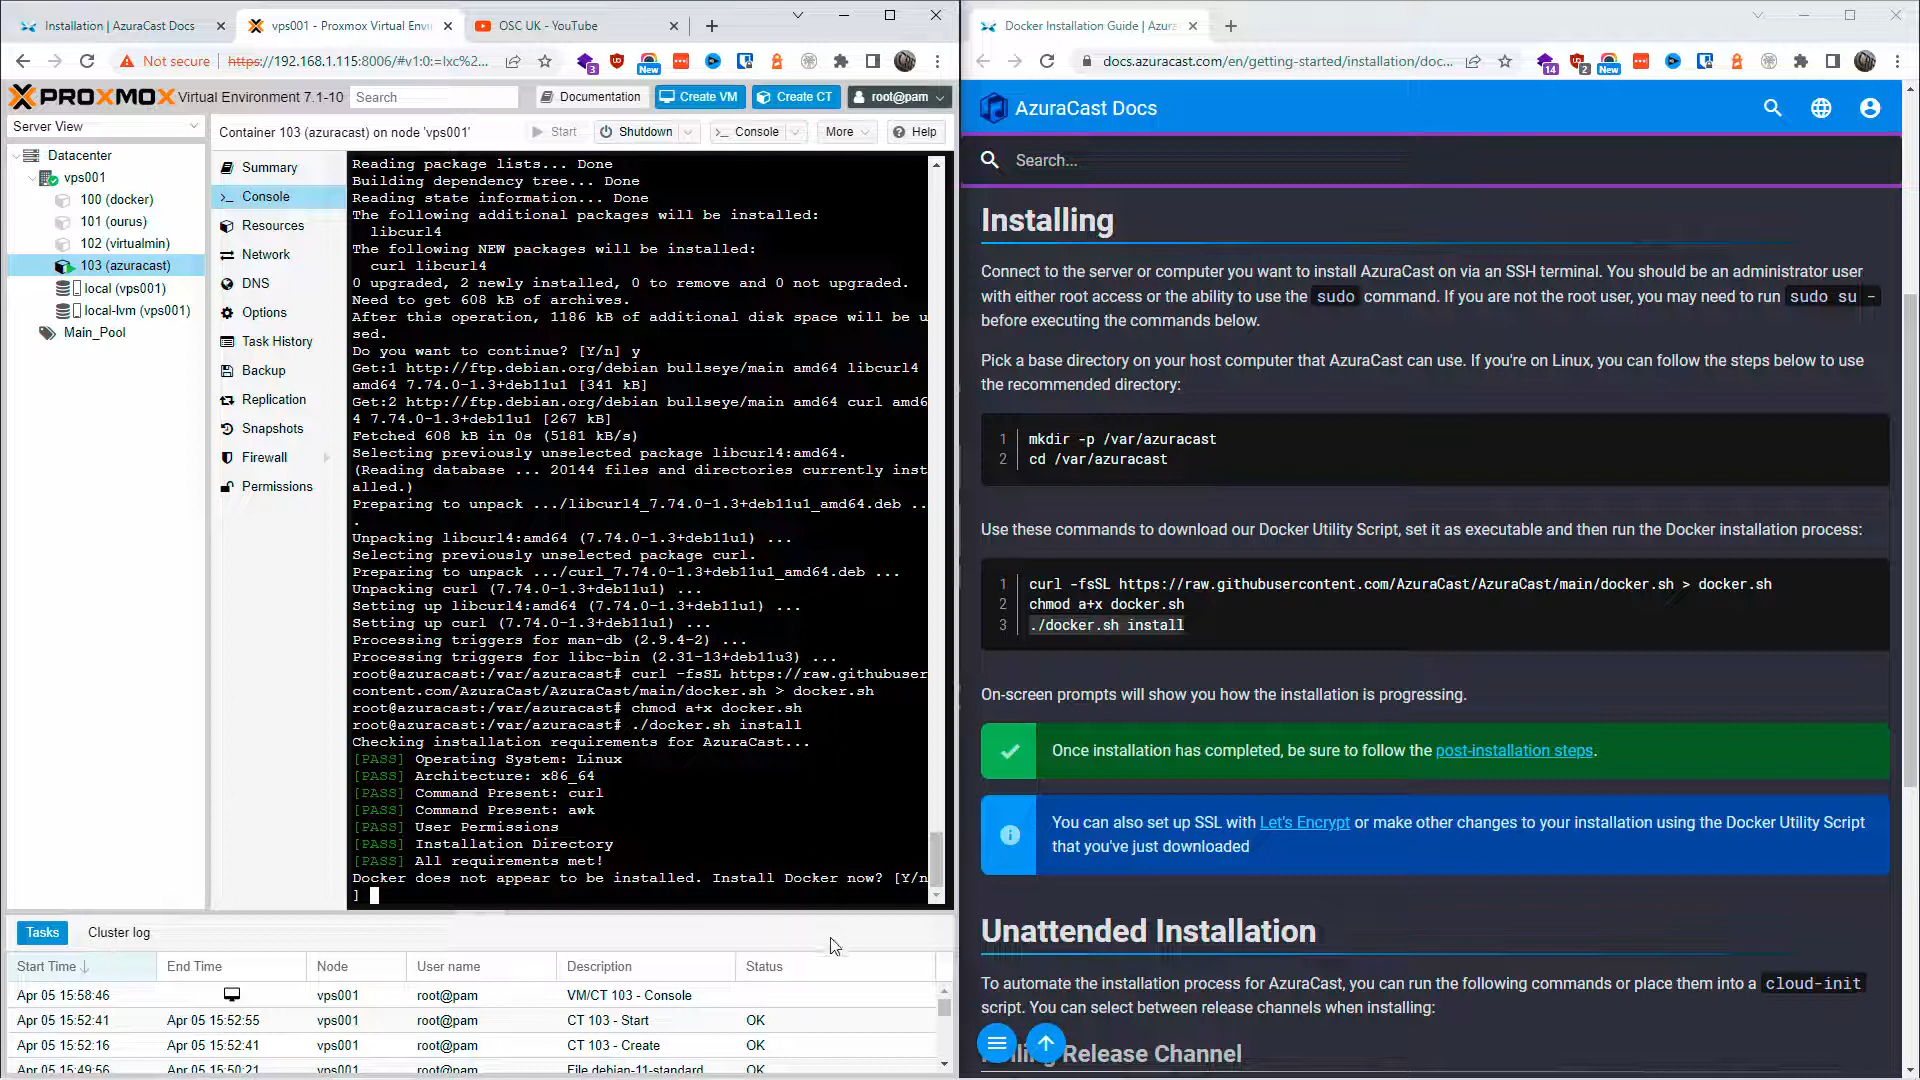 Installation | AzuraCast Docs
vps001 - Proxmox Virtual Envi
OSC UK - YouTube
Not secure
https://192.168.1.115:8006/#v1:0:=lxc%2...
3
New
PROXMOX Virtual Environment 7.1-10
Search
Documentation
Create VM
Create CT
root@pam
Server View
Datacenter
vps001
100 (docker)
101 (ourus)
102 (virtualmin)
103 (azuracast)
local (vps001)
local-lvm (vps001)
Main_Pool
Container 103 (azuracast) on node 'vps001'
Start
Shutdown
Console
More
Help
Summary
Console
Resources
Network
DNS
Options
Task History
Backup
Replication
Snapshots
Firewall
Permissions
Reading package lists... Done
Building dependency tree... Done
Reading state information... Done
The following additional packages will be installed:
libcurl4
The following NEW packages will be installed:
curl libcurl4
0 upgraded, 2 newly installed, 0 to remove and 0 not upgraded.
Need to get 608 kB of archives.
After this operation, 1186 kB of additional disk space will be u
sed.
Do you want to continue? [Y/n] y
Get:1 http://ftp.debian.org/debian bullseye/main amd64 libcurl4
amd64 7.74.0-1.3+deb11u1 [341 kB]
Get:2 http://ftp.debian.org/debian bullseye/main amd64 curl amd6
4 7.74.0-1.3+deb11u1 [267 kB]
Fetched 608 kB in 0s (5181 kB/s)
Selecting previously unselected package libcurl4:amd64.
(Reading database ... 20144 files and directories currently inst
alled.)
Preparing to unpack .../libcurl4_7.74.0-1.3+deb11u1_amd64.deb ..
.
Unpacking libcurl4:amd64 (7.74.0-1.3+deb11u1) ...
Selecting previously unselected package curl.
Preparing to unpack .../curl_7.74.0-1.3+deb11u1_amd64.deb ...
Unpacking curl (7.74.0-1.3+deb11u1) ...
Setting up libcurl4:amd64 (7.74.0-1.3+deb11u1) ...
Setting up curl (7.74.0-1.3+deb11u1) ...
Processing triggers for man-db (2.9.4-2) ...
Processing triggers for libc-bin (2.31-13+deb11u3) ...
root@azuracast:/var/azuracast# curl -fsSL https://raw.githubuser
content.com/AzuraCast/AzuraCast/main/docker.sh > docker.sh
root@azuracast:/var/azuracast# chmod a+x docker.sh
root@azuracast:/var/azuracast# ./docker.sh install
Checking installation requirements for AzuraCast...
[PASS] Operating System: Linux
[PASS] Architecture: x86_64
[PASS] Command Present: curl
[PASS] Command Present: awk
[PASS] User Permissions
[PASS] Installation Directory
[PASS] All requirements met!
Docker does not appear to be installed. Install Docker now? [Y/n
]
Tasks
Cluster log
Start Time
End Time
Node
User name
Description
Status
Apr 05 15:58:46
vps001
root@pam
VM/CT 103 - Console
Apr 05 15:52:41
Apr 05 15:52:55
vps001
root@pam
CT 103 - Start
OK
Apr 05 15:52:16
Apr 05 15:52:41
vps001
root@pam
CT 103 - Create
OK
Apr 05 15:49:56
Apr 05 15:50:21
vps001
root@pam
File debian-11-standard
OK
Docker Installation Guide | Azura
docs.azuracast.com/en/getting-started/installation/doc...
14
2
New
AzuraCast Docs
Search...
Installing
Connect to the server or computer you want to install AzuraCast on via an SSH terminal. You should be an administrator user
with either root access or the ability to use the sudo command. If you are not the root user, you may need to run sudo su -
before executing the commands below.
Pick a base directory on your host computer that AzuraCast can use. If you're on Linux, you can follow the steps below to use
the recommended directory:
1 mkdir -p /var/azuracast
2 cd /var/azuracast
Use these commands to download our Docker Utility Script, set it as executable and then run the Docker installation process:
1 curl -fsSL https://raw.githubusercontent.com/AzuraCast/AzuraCast/main/docker.sh > docker.sh
2 chmod a+x docker.sh
3 ./docker.sh install
On-screen prompts will show you how the installation is progressing.
Once installation has completed, be sure to follow the post-installation steps.
You can also set up SSL with Let's Encrypt or make other changes to your installation using the Docker Utility Script
that you've just downloaded
Unattended Installation
To automate the installation process for AzuraCast, you can run the following commands or place them into a cloud-init
script. You can select between release channels when installing:
Release Channel